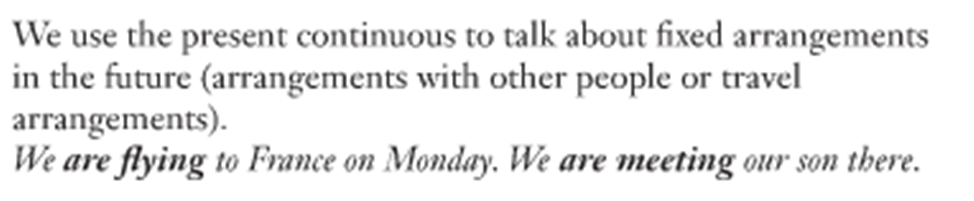 We use the present continuous to talk about fixed arrangements
in the future (arrangements with other people or travel
arrangements).
We are flying to France on Monday. We are meeting our son there.